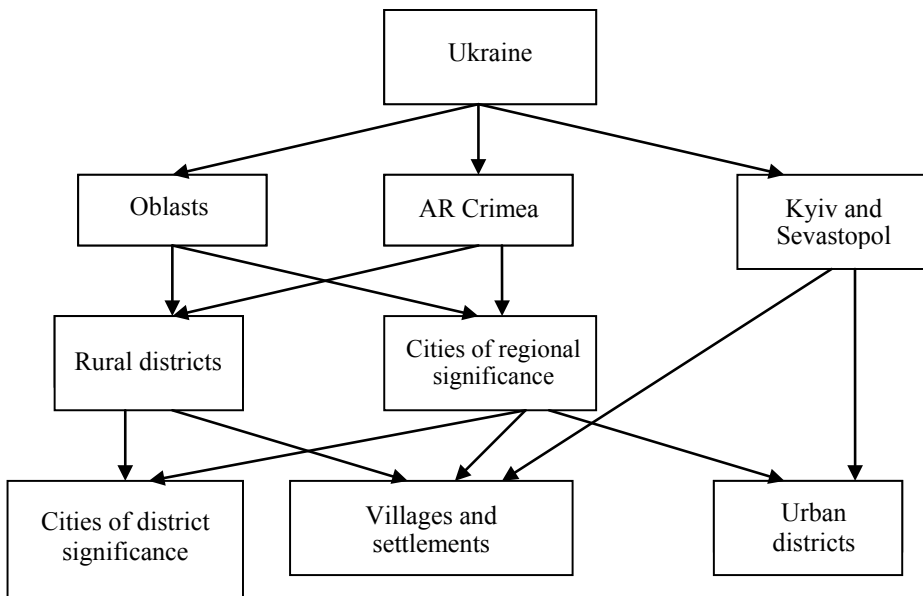 Ukraine
Oblasts
AR Crimea
Kyiv and
Sevastopol
Rural districts
Cities of regional
significance
Cities of district
significance
Villages and
settlements
Urban
districts